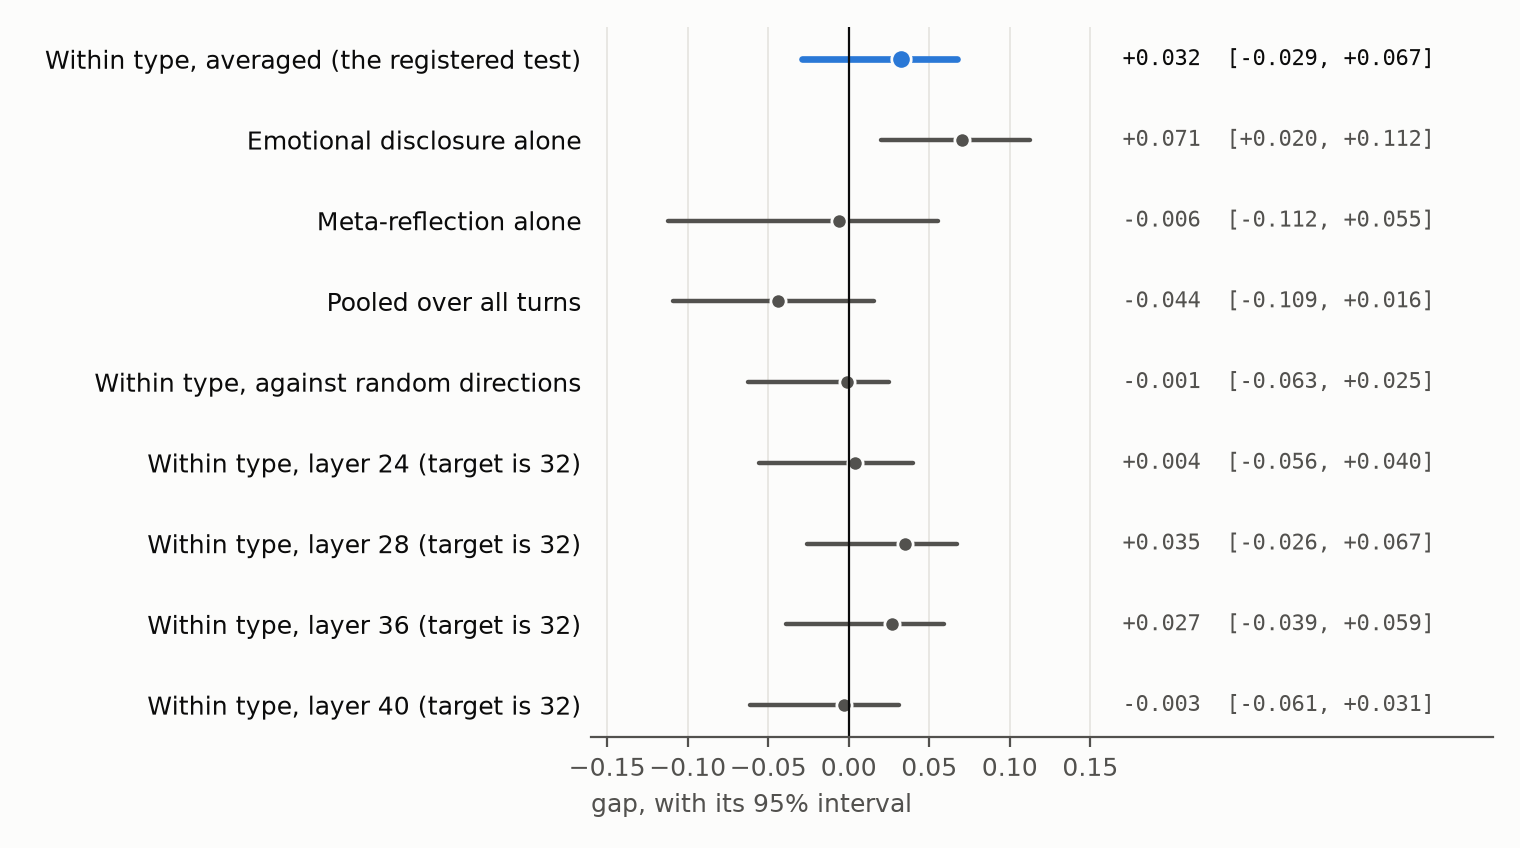 Within type, averaged (the registered test) +0.032 [-0.029, +0.067]
Emotional disclosure alone +0.071 [+0.020, +0.112]
Meta-reflection alone -0.006 [-0.112, +0.055]
Pooled over all turns -0.044 [-0.109, +0.016]
Within type, against random directions -0.001 [-0.063, +0.025]
Within type, layer 24 (target is 32) +0.004 [-0.056, +0.040]
Within type, layer 28 (target is 32) +0.035 [-0.026, +0.067]
Within type, layer 36 (target is 32) +0.027 [-0.039, +0.059]
Within type, layer 40 (target is 32) -0.003 [-0.061, +0.031]
−0.15 −0.10 −0.05 0.00 0.05 0.10 0.15
gap, with its 95% interval